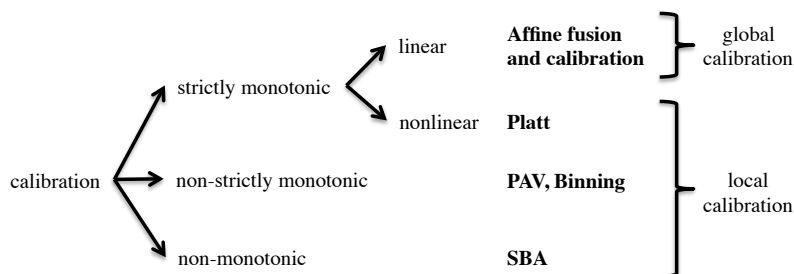 linear
Affine fusion
and calibration
global
calibration
strictly monotonic
nonlinear
Platt
calibration
non-strictly monotonic
PAV, Binning
local
calibration
non-monotonic
SBA